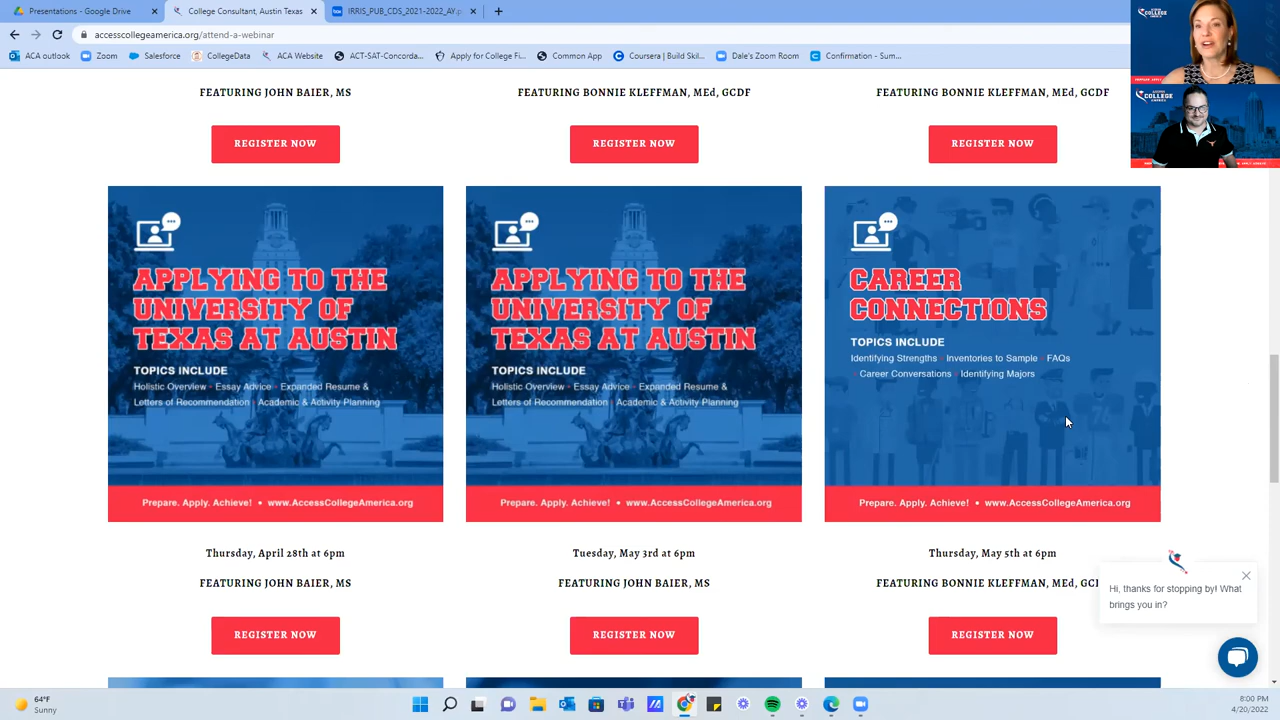 Presentations - Google Drive
College Consultant, Austin Texas
IRRIS_PUB_CDS_2021-2022_AV.p
accesscollegeamerica.org/attend-a-webinar
ACA outlook
Zoom
Salesforce
CollegeData
ACA Website
ACT-SAT-Concorda...
Apply for College Fi...
Common App
Coursera | Build Skil...
Dale's Zoom Room
Confirmation - Sum...
FEATURING JOHN BAIER, MS
FEATURING BONNIE KLEFFMAN, MEd, GCDF
FEATURING BONNIE KLEFFMAN, MEd, GCDF
REGISTER NOW
REGISTER NOW
REGISTER NOW
APPLYING TO THE
UNIVERSITY OF
TEXAS AT AUSTIN
TOPICS INCLUDE
Holistic Overview • Essay Advice • Expanded Resume &
Letters of Recommendation • Academic & Activity Planning
Prepare. Apply. Achieve! • www.AccessCollegeAmerica.org
APPLYING TO THE
UNIVERSITY OF
TEXAS AT AUSTIN
TOPICS INCLUDE
Holistic Overview • Essay Advice • Expanded Resume &
Letters of Recommendation • Academic & Activity Planning
Prepare. Apply. Achieve! • www.AccessCollegeAmerica.org
CAREER
CONNECTIONS
TOPICS INCLUDE
Identifying Strengths • Inventories to Sample • FAQs
• Career Conversations • Identifying Majors
Prepare. Apply. Achieve! • www.AccessCollegeAmerica.org
Thursday, April 28th at 6pm
Tuesday, May 3rd at 6pm
Thursday, May 5th at 6pm
FEATURING JOHN BAIER, MS
FEATURING JOHN BAIER, MS
FEATURING BONNIE KLEFFMAN, MEd, GC
REGISTER NOW
REGISTER NOW
REGISTER NOW
Hi, thanks for stopping by! What
brings you in?
64°F
Sunny
8:00 PM
4/20/2022